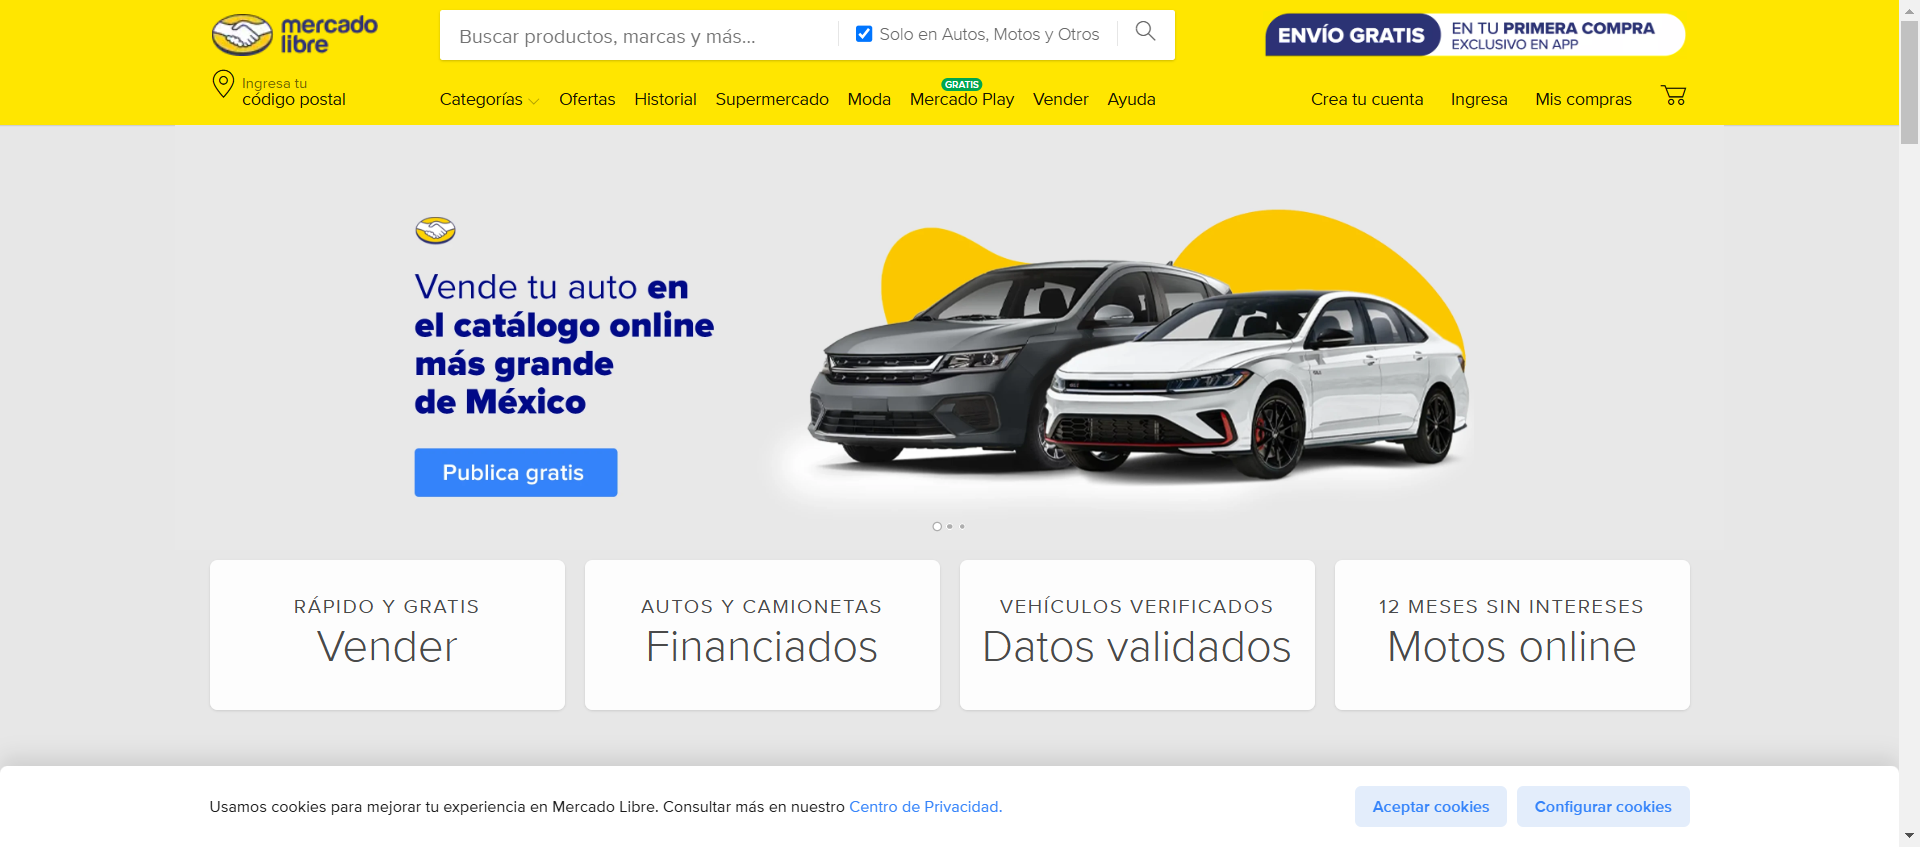 mercado
libre
Buscar productos, marcas y más...
Solo en Autos, Motos y Otros
ENVÍO GRATIS
EN TU PRIMERA COMPRA
EXCLUSIVO EN APP
Ingresa tu
código postal
Categorías
Ofertas
Historial
Supermercado
Moda
GRATIS
Mercado Play
Vender
Ayuda
Crea tu cuenta
Ingresa
Mis compras
Vende tu auto en
el catálogo online
más grande
de México
Publica gratis
RÁPIDO Y GRATIS
Vender
AUTOS Y CAMIONETAS
Financiados
VEHÍCULOS VERIFICADOS
Datos validados
12 MESES SIN INTERESES
Motos online
Usamos cookies para mejorar tu experiencia en Mercado Libre. Consultar más en nuestro Centro de Privacidad.
Aceptar cookies
Configurar cookies